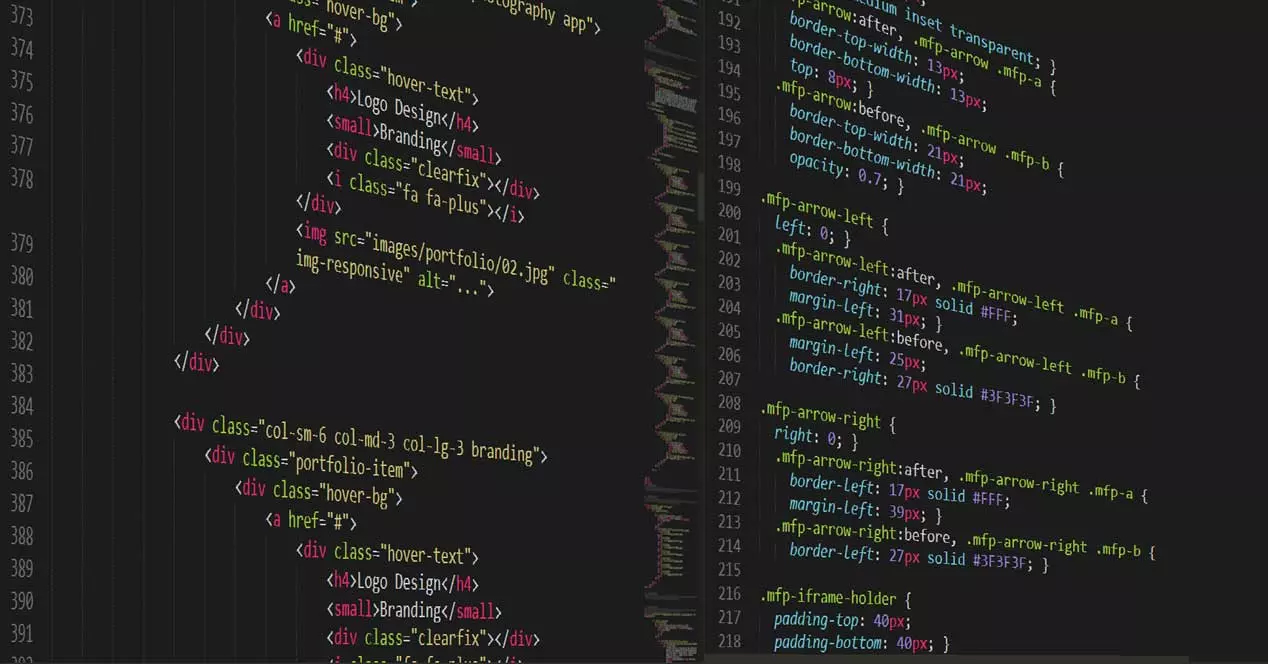 373
374
375
376
377
378
379
380
381
382
383
384
385
386
387
388
389
390
391
photography app">
hover-bg">
<a href="#">
<div class="hover-text">
<h4>Logo Design</h4>
<small>Branding</small>
<div class="clearfix"></div>
<i class="fa fa-plus"></i>
</div>
<img src="images/portfolio/02.jpg" class="
img-responsive" alt="...">
</a>
</div>
</div>
</div>
<div class="col-sm-6 col-md-3 col-lg-3 branding">
<div class="portfolio-item">
<div class="hover-bg">
<a href="#">
<div class="hover-text">
<h4>Logo Design</h4>
<small>Branding</small>
<div class="clearfix"></div>
192
193
194
195
196
197
198
199
200
201
202
203
204
205
206
207
208
209
210
211
212
213
214
215
216
217
218
inset transparent; }
.mfp-arrow:after, .mfp-arrow .mfp-a {
border-top-width: 13px;
border-bottom-width: 13px;
top: 8px; }
.mfp-arrow:before, .mfp-arrow .mfp-b {
border-top-width: 21px;
border-bottom-width: 21px;
opacity: 0.7; }
.mfp-arrow-left {
left: 0; }
.mfp-arrow-left:after, .mfp-arrow-left .mfp-a {
border-right: 17px solid #FFF;
margin-left: 31px; }
.mfp-arrow-left:before, .mfp-arrow-left .mfp-b {
margin-left: 25px;
border-right: 27px solid #3F3F3F; }
.mfp-arrow-right {
right: 0; }
.mfp-arrow-right:after, .mfp-arrow-right .mfp-a {
border-left: 17px solid #FFF;
margin-left: 39px; }
.mfp-arrow-right:before, .mfp-arrow-right .mfp-b {
border-left: 27px solid #3F3F3F; }
.mfp-iframe-holder {
padding-top: 40px;
padding-bottom: 40px; }